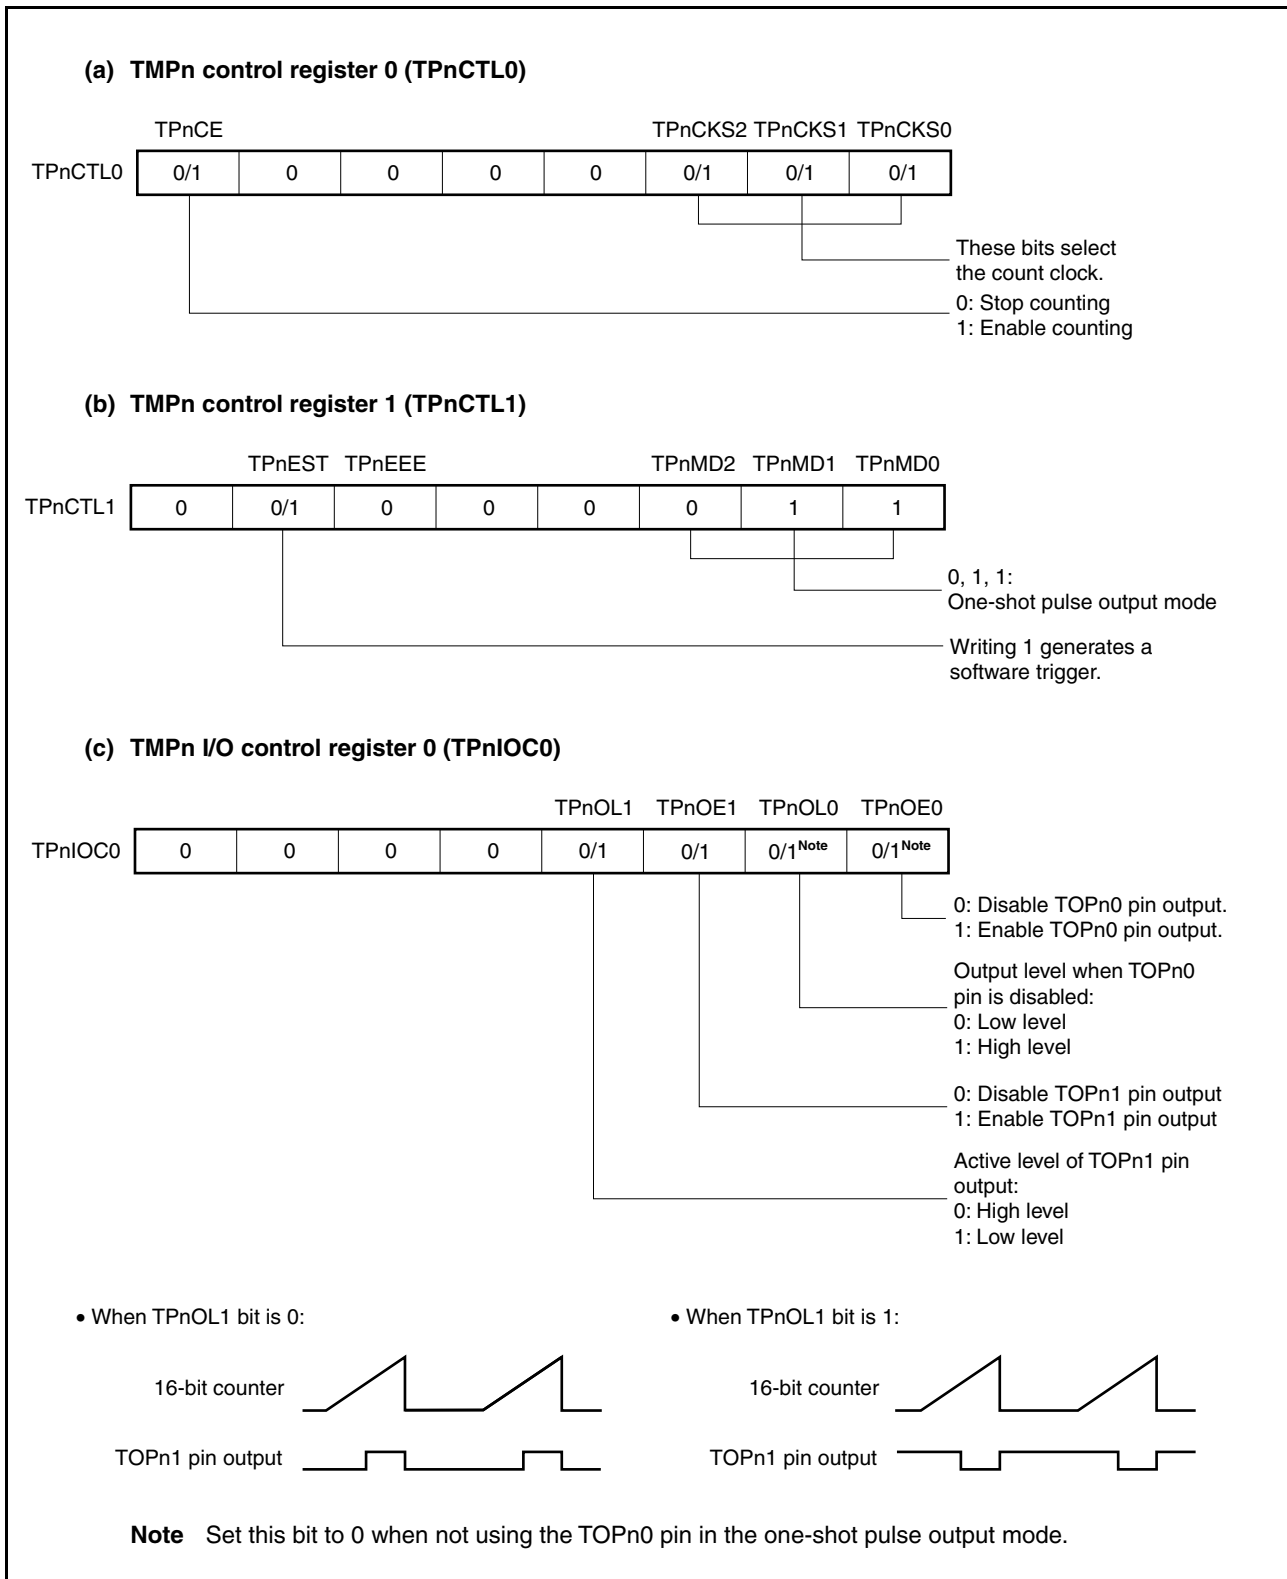 (a) TMPn control register 0 (TPnCTL0)
TPnCE TPnCKS2 TPnCKS1 TPnCKS0
TPnCTL0 0/1 0 0 0 0 0/1 0/1 0/1
These bits select
the count clock.
0: Stop counting
1: Enable counting
(b) TMPn control register 1 (TPnCTL1)
TPnEST TPnEEE TPnMD2 TPnMD1 TPnMD0
TPnCTL1 0 0/1 0 0 0 0 1 1
0, 1, 1:
One-shot pulse output mode
Writing 1 generates a
software trigger.
(c) TMPn I/O control register 0 (TPnIOC0)
TPnOL1 TPnOE1 TPnOL0 TPnOE0
TPnIOC0 0 0 0 0 0/1 0/1 0/1Note 0/1Note
0: Disable TOPn0 pin output.
1: Enable TOPn0 pin output.
Output level when TOPn0
pin is disabled:
0: Low level
1: High level
0: Disable TOPn1 pin output
1: Enable TOPn1 pin output
Active level of TOPn1 pin
output:
0: High level
1: Low level
• When TPnOL1 bit is 0:
16-bit counter
TOPn1 pin output
• When TPnOL1 bit is 1:
16-bit counter
TOPn1 pin output
Note Set this bit to 0 when not using the TOPn0 pin in the one-shot pulse output mode.